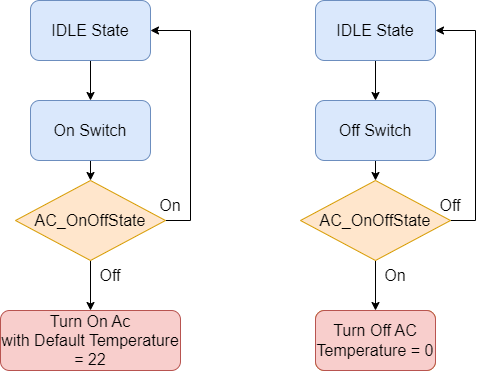 IDLE State
On Switch
AC_OnOffState
On
Off
Turn On Ac
with Default Temperature
= 22
IDLE State
Off Switch
AC_OnOffState
Off
On
Turn Off AC
Temperature = 0